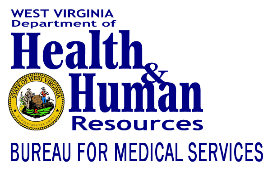 WEST VIRGINIA
Department of
Health
&
Human
Resources
BUREAU FOR MEDICAL SERVICES